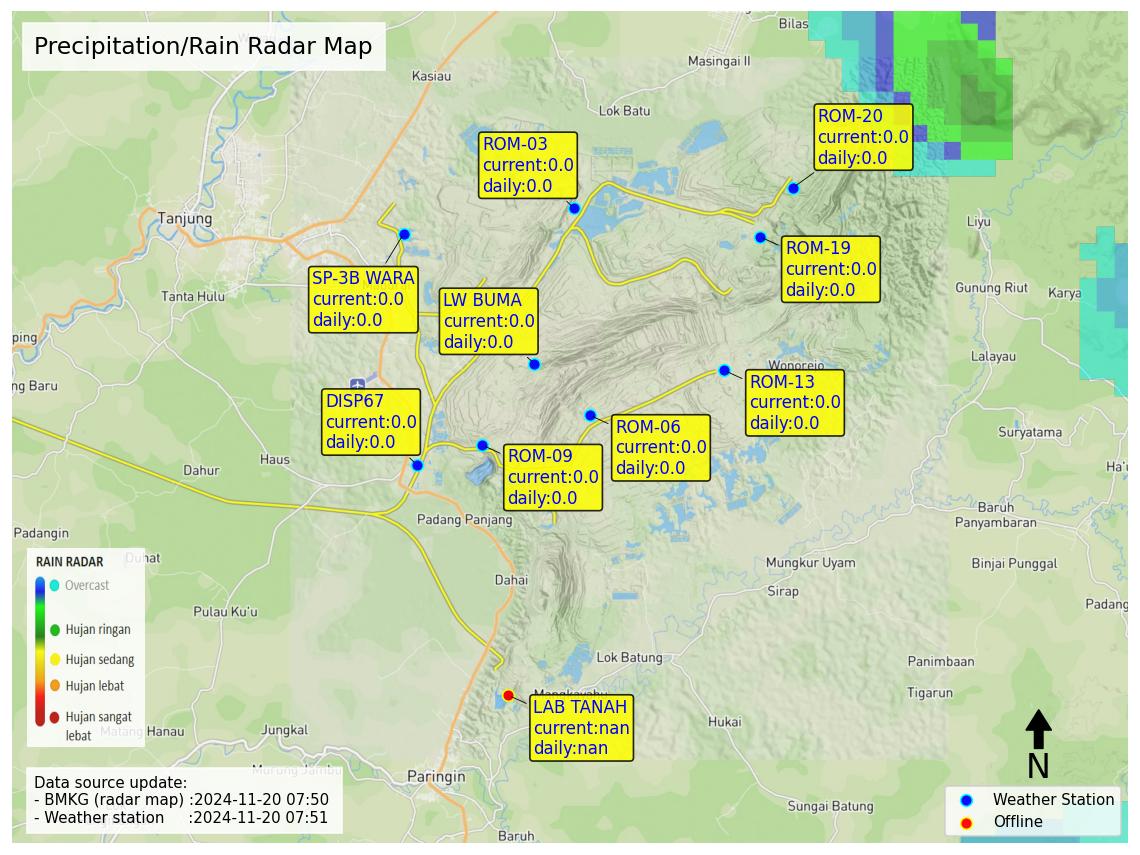 Precipitation/Rain Radar Map
Bilas
Masingai II
Kasiau
Lok Batu
ROM-20
current:0.0
daily:0.0
ROM-03
current:0.0
daily:0.0
Tanjung
Liyu
ROM-19
current:0.0
daily:0.0
SP-3B WARA
current:0.0
daily:0.0
LW BUMA
current:0.0
daily:0.0
Tanta Hulu
Gunung Riut
Karya
ping
Lalayau
Wonorejo
ng Baru
ROM-13
current:0.0
daily:0.0
DISP67
current:0.0
daily:0.0
ROM-06
current:0.0
daily:0.0
Suryatama
ROM-09
current:0.0
daily:0.0
Haus
Dahur
Ha'u
Baruh
Panyambaran
Padang Panjang
Padangin
Duhat
Mungkur Uyam
Binjai Punggal
Dahai
Sirap
Padang
Pulau Ku'u
RAIN RADAR
Overcast
Hujan ringan
Hujan sedang
Hujan lebat
Hujan sangat
lebat
Lok Batung
Panimbaan
Tigarun
Mangkayahu
LAB TANAH
current:nan
daily:nan
Hukai
Matang Hanau
Jungkal
Murung Jambu
Paringin
N
Data source update:
- BMKG (radar map) :2024-11-20 07:50
- Weather station :2024-11-20 07:51
Sungai Batung
Baruh
Weather Station
Offline